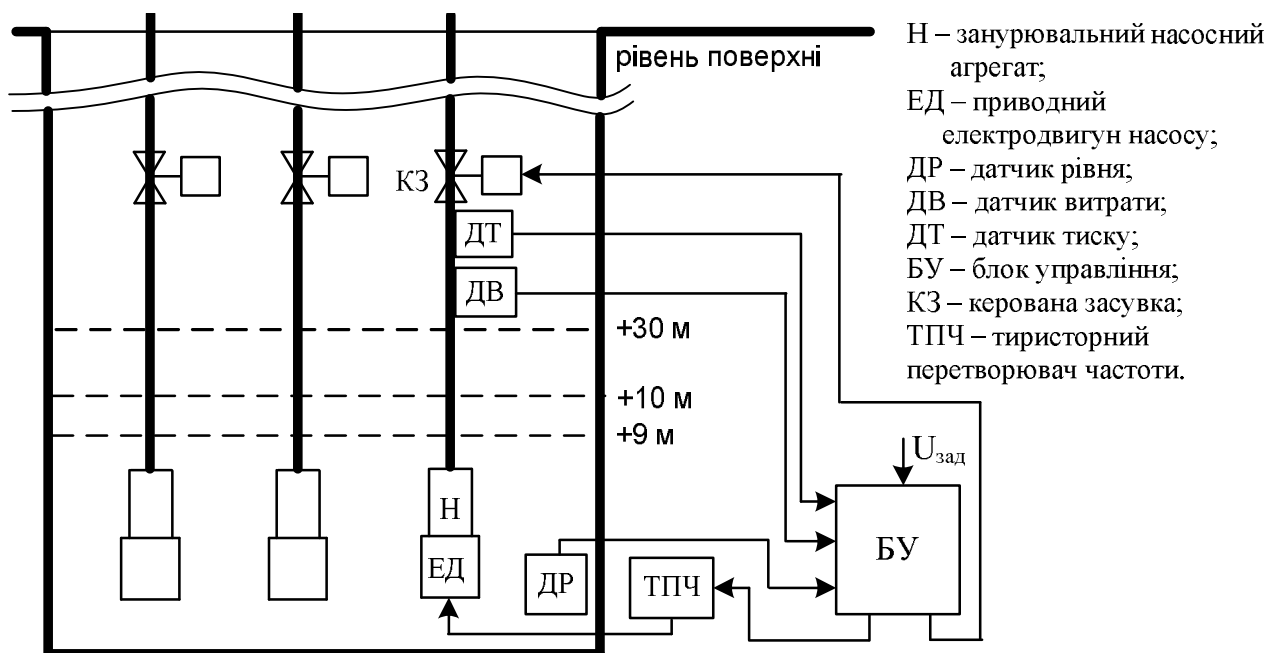 рівень поверхні
КЗ
ДТ
ДВ
+30 м
+10 м
+9 м
Н
ЕД
ДР
ТПЧ
Uзад
БУ
Н – занурювальний насосний
агрегат;
ЕД – приводний
електродвигун насосу;
ДР – датчик рівня;
ДВ – датчик витрати;
ДТ – датчик тиску;
БУ – блок управління;
КЗ – керована засувка;
ТПЧ – тиристорний
перетворювач частоти.